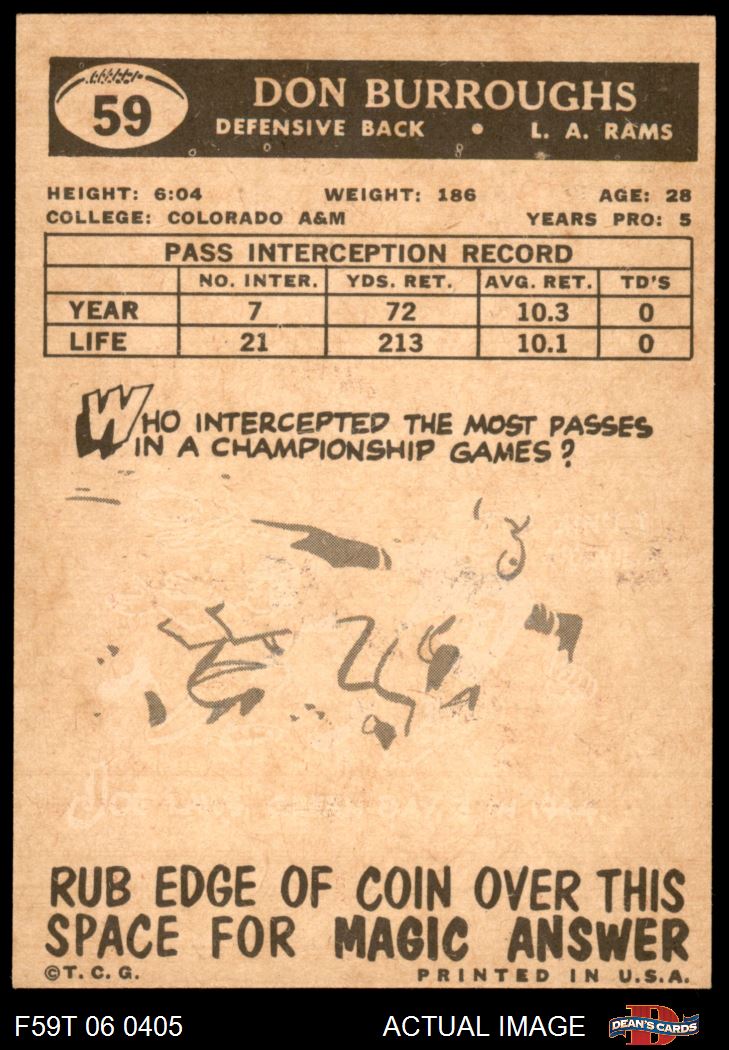 59
DON BURROUGHS
DEFENSIVE BACK • L. A. RAMS
HEIGHT: 6:04 WEIGHT: 186 AGE: 28
COLLEGE: COLORADO A&M YEARS PRO: 5
PASS INTERCEPTION RECORD
NO. INTER. YDS. RET. AVG. RET. TD'S
YEAR 7 72 10.3 0
LIFE 21 213 10.1 0
WHO INTERCEPTED THE MOST PASSES
IN A CHAMPIONSHIP GAMES?
RUB EDGE OF COIN OVER THIS
SPACE FOR MAGIC ANSWER
©T. C. G. PRINTED IN U.S.A.
F59T 06 0405 ACTUAL IMAGE DEAN'S CARDS